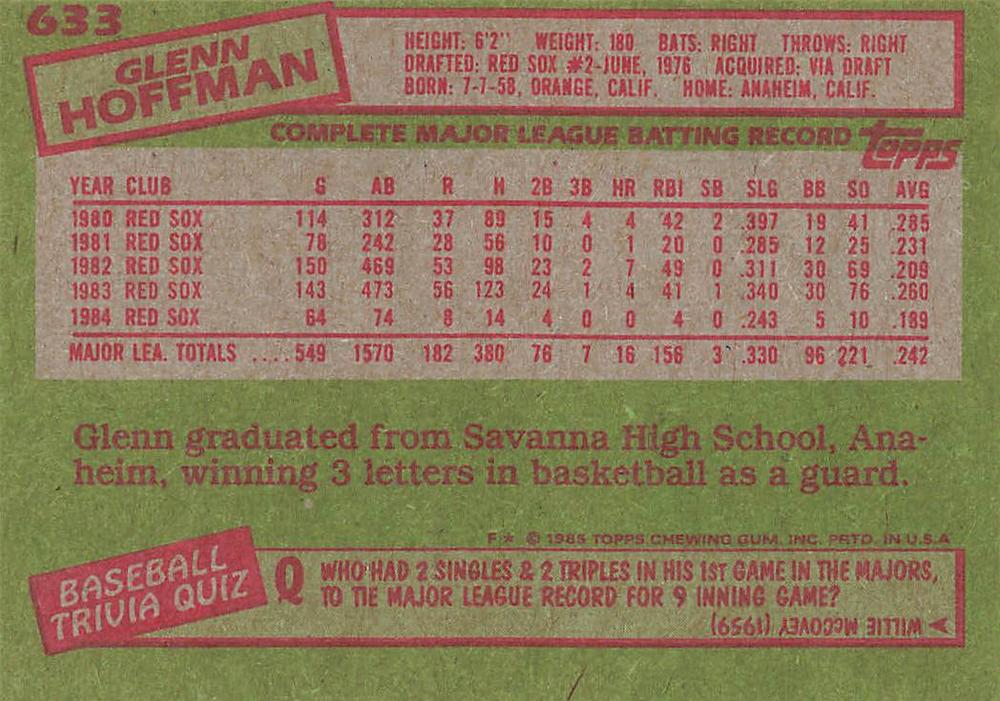 633
GLENN
HOFFMAN
HEIGHT: 6'2" WEIGHT: 180 BATS: RIGHT THROWS: RIGHT
DRAFTED: RED SOX #2-JUNE, 1976 ACQUIRED: VIA DRAFT
BORN: 7-7-58, ORANGE, CALIF. HOME: ANAHEIM, CALIF.
COMPLETE MAJOR LEAGUE BATTING RECORD topps
YEAR CLUB G AB R H 2B 3B HR RBI SB SLG BB SO AVG
1980 RED SOX 114 312 37 89 15 4 4 42 2 .397 19 41 .285
1981 RED SOX 78 242 28 56 10 0 1 20 0 .285 12 25 .231
1982 RED SOX 150 469 53 98 23 2 7 49 0 .311 30 69 .209
1983 RED SOX 143 473 56 123 24 1 4 41 1 .340 30 76 .260
1984 RED SOX 64 74 8 14 4 0 0 4 0 .243 5 10 .189
MAJOR LEA. TOTALS ....549 1570 182 380 76 7 16 156 3 .330 96 221 .242
Glenn graduated from Savanna High School, Ana-
heim, winning 3 letters in basketball as a guard.
F* © 1985 TOPPS CHEWING GUM, INC. PRTD. IN U.S.A
BASEBALL
TRIVIA QUIZ
Q WHO HAD 2 SINGLES & 2 TRIPLES IN HIS 1ST GAME IN THE MAJORS,
TO TIE MAJOR LEAGUE RECORD FOR 9 INNING GAME?
WILLIE McCOVEY (1959)